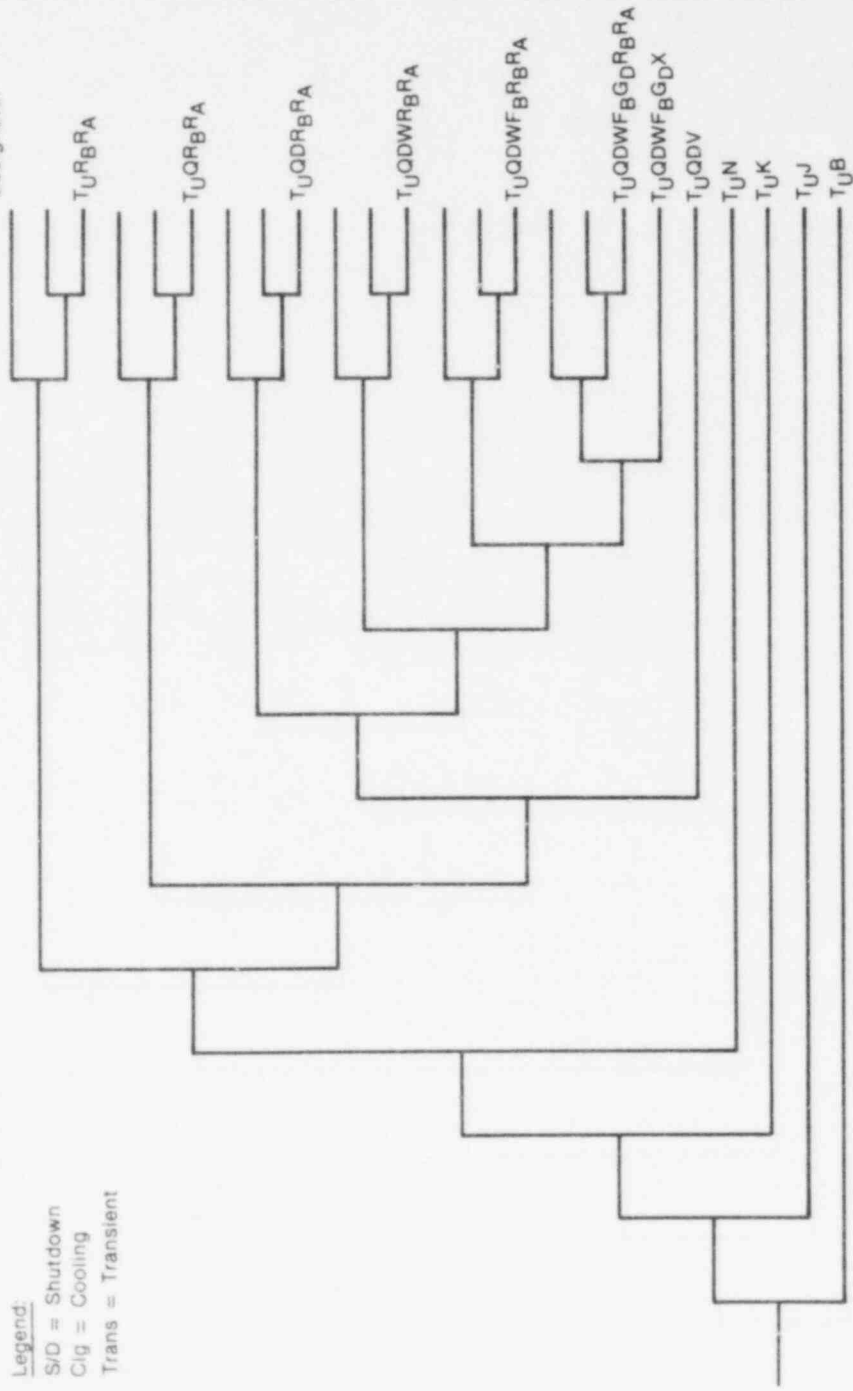 Legend:
S/D = Shutdown
Clg = Cooling
Trans = Transient
TURBRA
TUQRBRA
TUQDRBRA
TUQDWRBRA
TUQDWFBRBRA
TUQDWFBGDRBRA
TUQDWFBGDX
TUQDV
TUN
TUK
TUJ
TUB